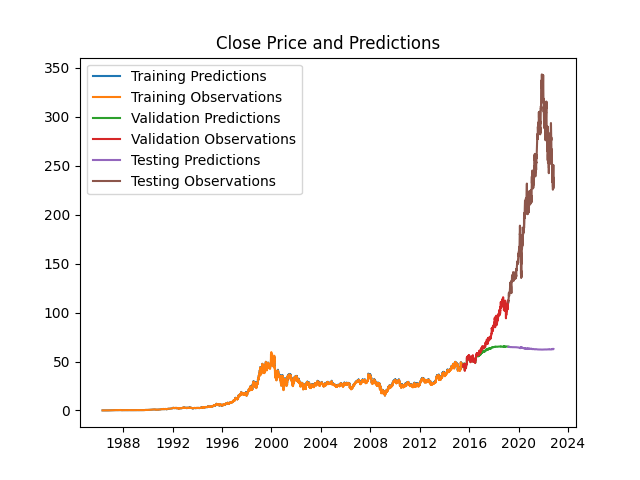 Close Price and Predictions
350
300
250
200
150
100
50
0
Training Predictions
Training Observations
Validation Predictions
Validation Observations
Testing Predictions
Testing Observations
1988 1992 1996 2000 2004 2008 2012 2016 2020 2024